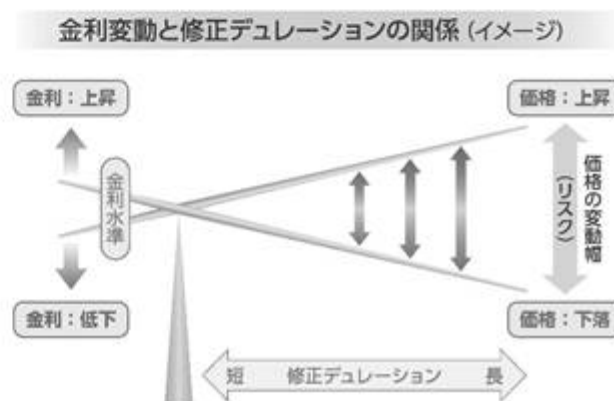 金利変動と修正デュレーションの関係(イメージ)
金利:上昇
価格:上昇
金利水準
価格の変動幅
(リスク)
金利:低下
価格:下落
短 修正デュレーション 長